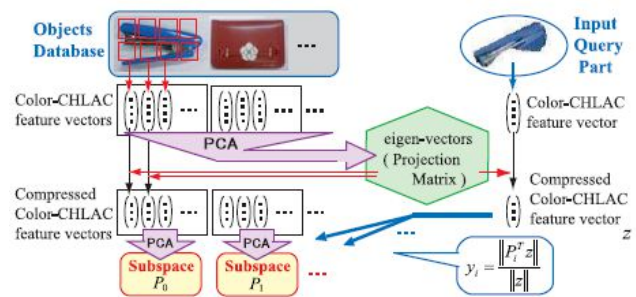 Objects
Database
...
Input
Query
Part
Color-CHLAC
feature vectors
... ...
PCA
eigen-vectors
( Projection
Matrix )
Color-CHLAC
feature vector
Compressed
Color-CHLAC
feature vectors
... ...
Compressed
Color-CHLAC
feature vector
z
PCA
PCA
...
Subspace
P₀
Subspace
P₁
...
yᵢ = ‖Pᵢᵀz‖ / ‖z‖